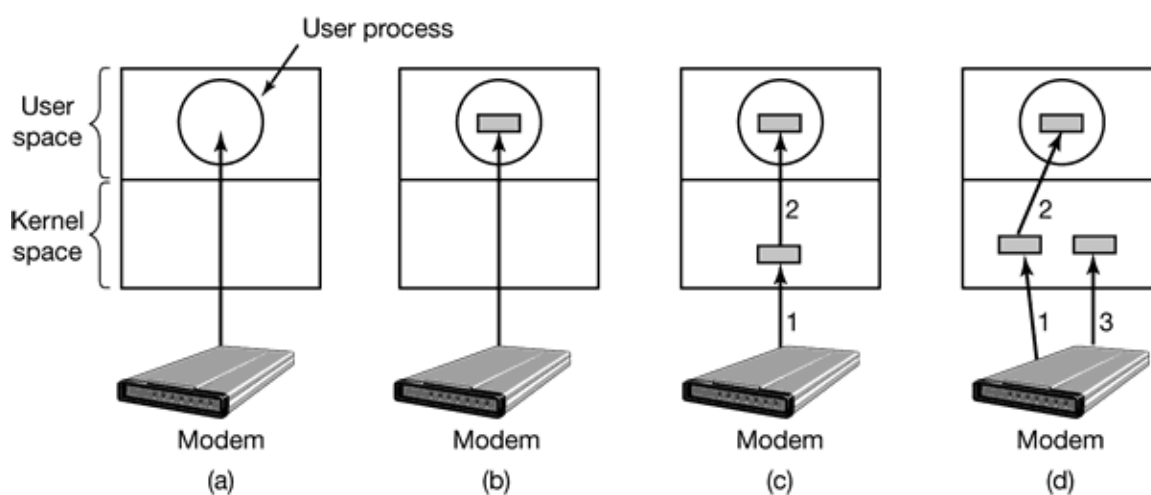 User process
User
space
Kernel
space
2
2
1
1
3
Modem
Modem
Modem
Modem
(a)
(b)
(c)
(d)